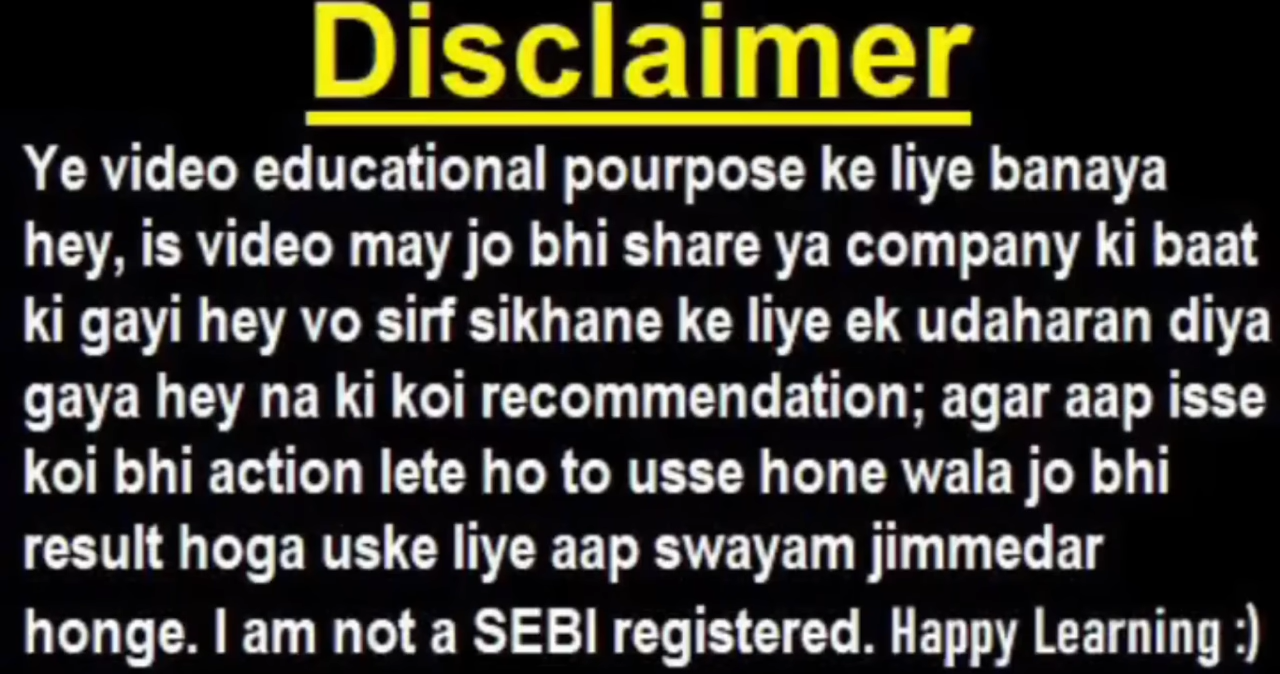 Disclaimer
Ye video educational pourpose ke liye banaya
hey, is video may jo bhi share ya company ki baat
ki gayi hey vo sirf sikhane ke liye ek udaharan diya
gaya hey na ki koi recommendation; agar aap isse
koi bhi action lete ho to usse hone wala jo bhi
result hoga uske liye aap swayam jimmedar
honge. I am not a SEBI registered. Happy Learning :)